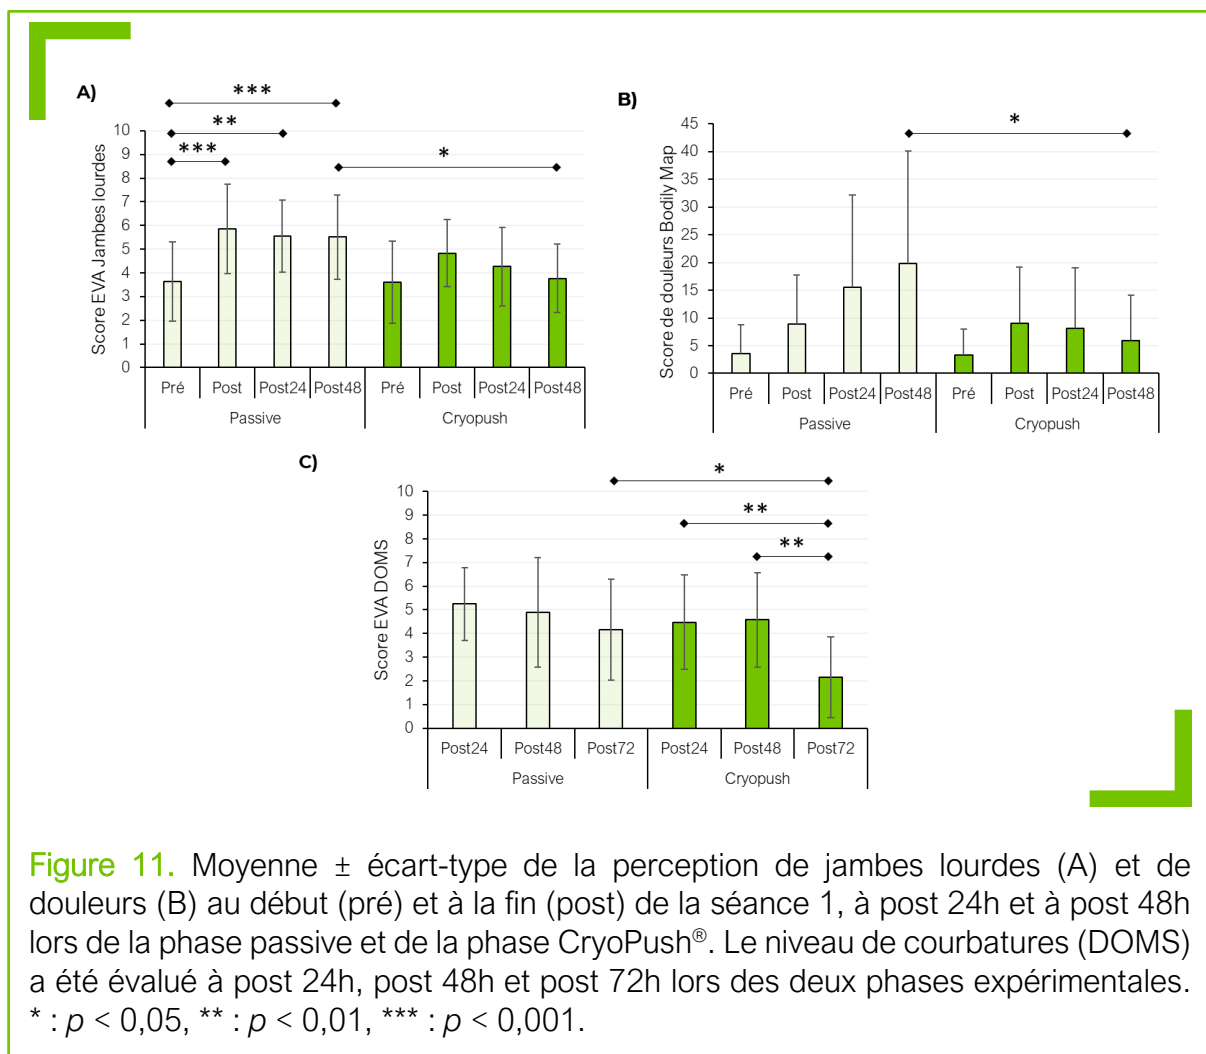 A)
***
**
***
*
Score EVA Jambes lourdes
10
9
8
7
6
5
4
3
2
1
0
Pré Post Post24 Post48 Pré Post Post24 Post48
Passive Cryopush
B)
*
Score de douleurs Bodily Map
45
40
35
30
25
20
15
10
5
0
Pré Post Post24 Post48 Pré Post Post24 Post48
Passive Cryopush
C)
*
**
**
Score EVA DOMS
10
9
8
7
6
5
4
3
2
1
0
Post24 Post48 Post72 Post24 Post48 Post72
Passive Cryopush
Figure 11. Moyenne ± écart-type de la perception de jambes lourdes (A) et de
douleurs (B) au début (pré) et à la fin (post) de la séance 1, à post 24h et à post 48h
lors de la phase passive et de la phase CryoPush®. Le niveau de courbatures (DOMS)
a été évalué à post 24h, post 48h et post 72h lors des deux phases expérimentales.
* : p < 0,05, ** : p < 0,01, *** : p < 0,001.